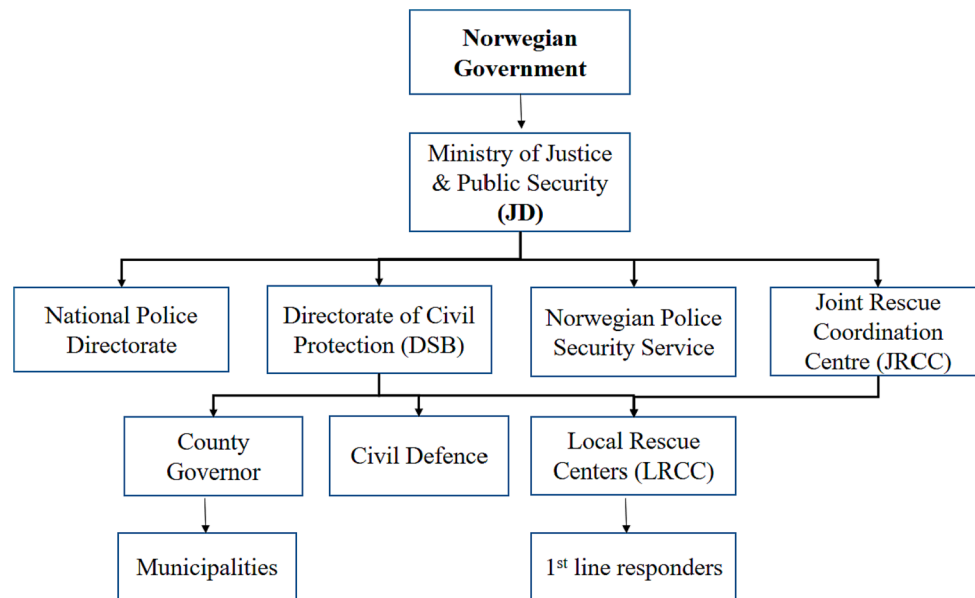 Norwegian
Government
Ministry of Justice
& Public Security
(JD)
National Police
Directorate
Directorate of Civil
Protection (DSB)
Norwegian Police
Security Service
Joint Rescue
Coordination
Centre (JRCC)
County
Governor
Civil Defence
Local Rescue
Centers (LRCC)
Municipalities
1st line responders